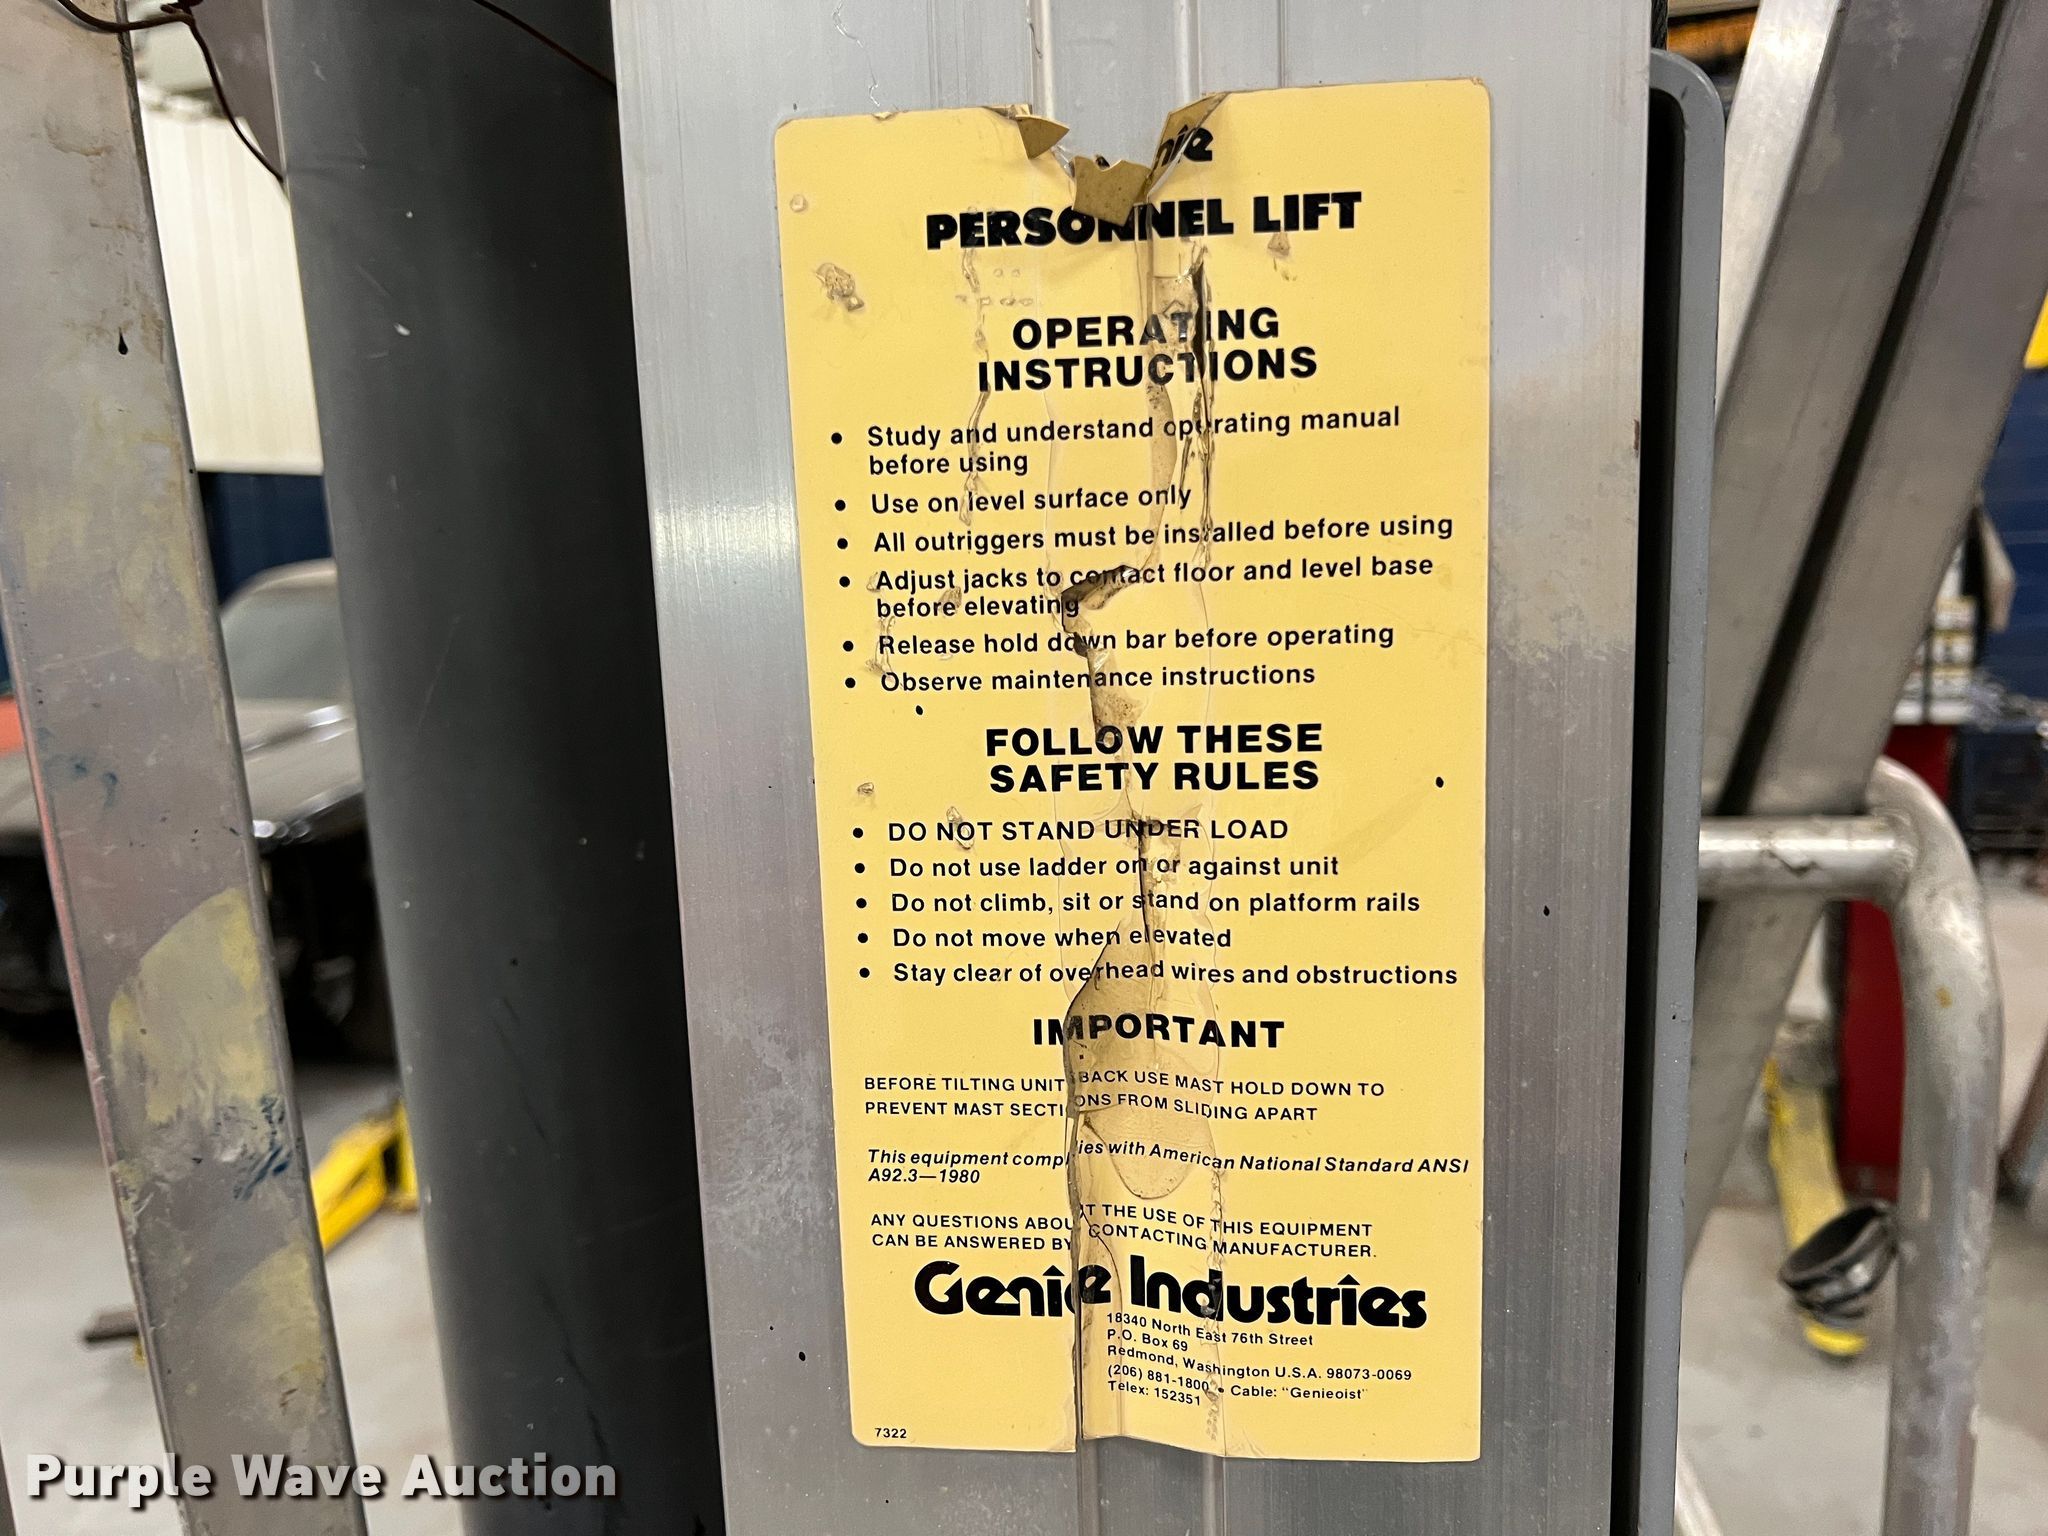 PERSONNEL LIFT
OPERATING
INSTRUCTIONS
• Study and understand operating manual
before using
• Use on level surface only
• All outriggers must be installed before using
• Adjust jacks to contact floor and level base
before elevating
• Release hold down bar before operating
• Observe maintenance instructions
FOLLOW THESE
SAFETY RULES
• DO NOT STAND UNDER LOAD
• Do not use ladder on or against unit
• Do not climb, sit or stand on platform rails
• Do not move when elevated
• Stay clear of overhead wires and obstructions
IMPORTANT
BEFORE TILTING UNIT BACK USE MAST HOLD DOWN TO
PREVENT MAST SECTIONS FROM SLIDING APART
This equipment complies with American National Standard ANSI
A92.3—1980
ANY QUESTIONS ABOUT THE USE OF THIS EQUIPMENT
CAN BE ANSWERED BY CONTACTING MANUFACTURER.
Genie Industries
18340 North East 76th Street
P.O. Box 69
Redmond, Washington U.S.A. 98073-0069
(206) 881-1800 • Cable: "Genieoist"
Telex: 152351
7322
Purple Wave Auction